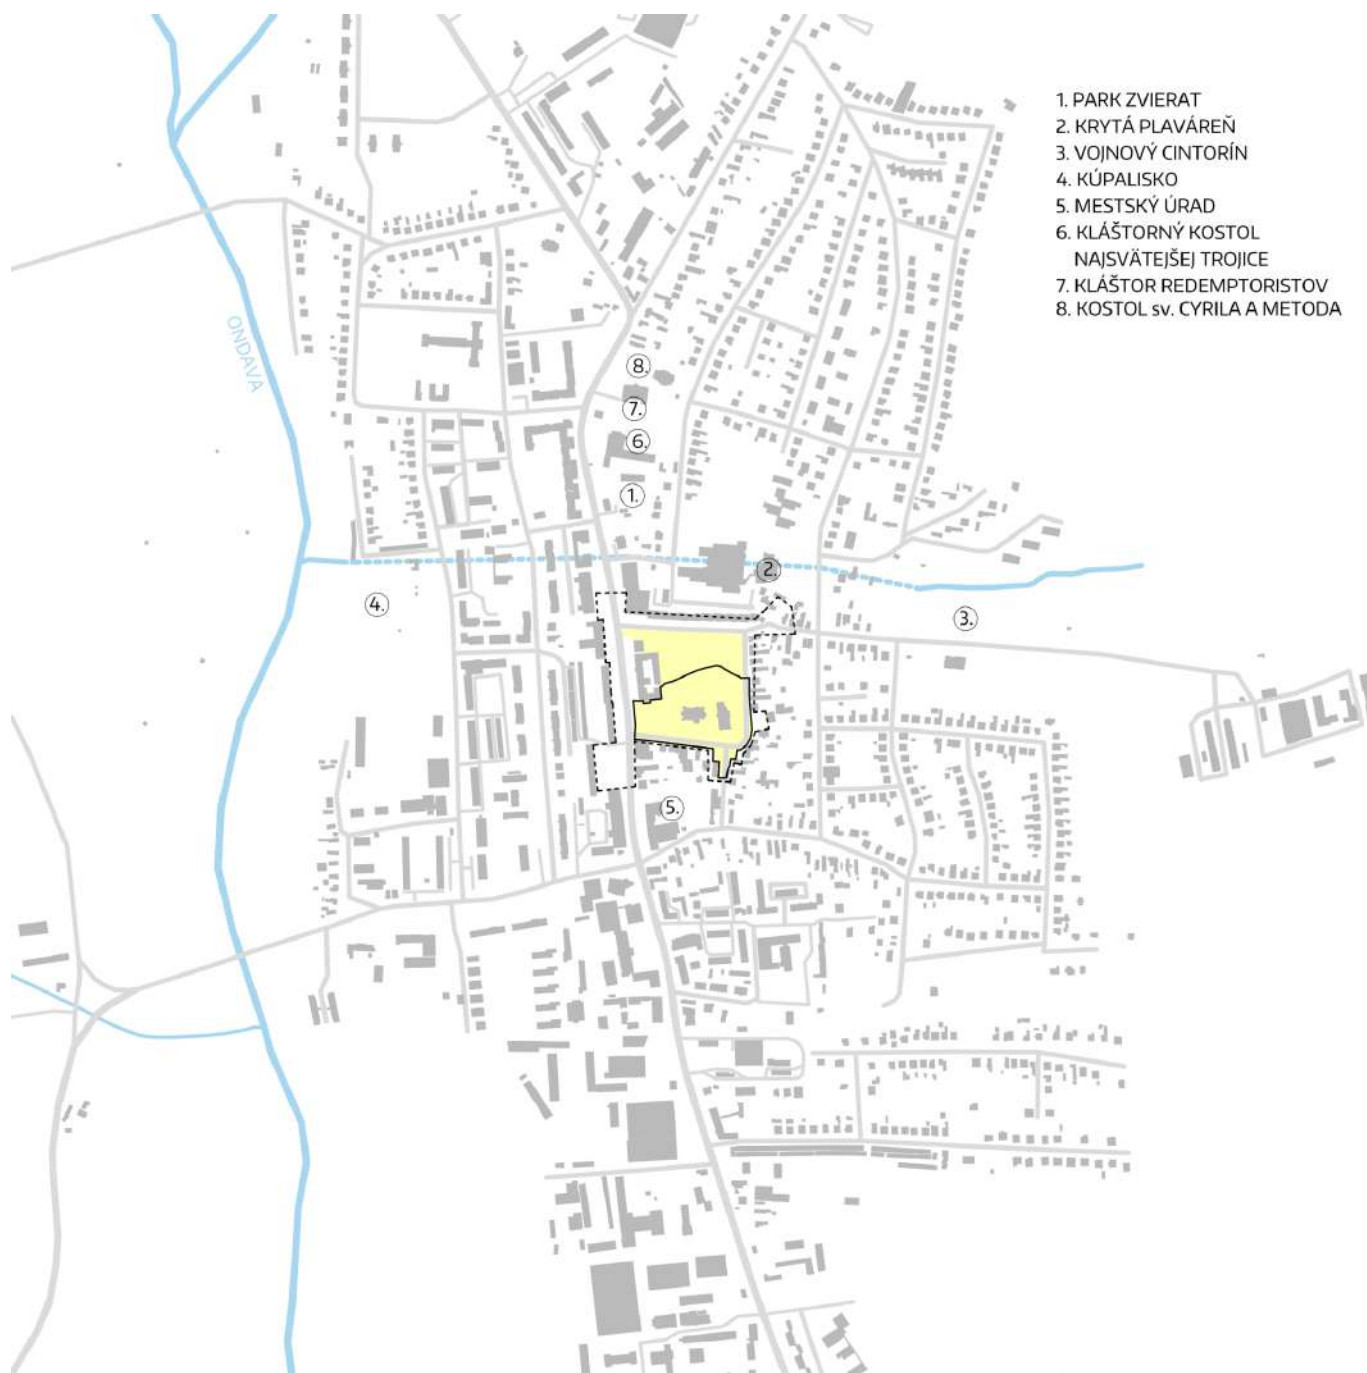 1. PARK ZVIERAT
2. KRYTÁ PLAVÁREŇ
3. VOJNOVÝ CINTORÍN
4. KÚPALISKO
5. MESTSKÝ ÚRAD
6. KLÁŠTORNÝ KOSTOL
NAJSVÄTEJŠEJ TROJICE
7. KLÁŠTOR REDEMPTORISTOV
8. KOSTOL sv. CYRILA A METODA
ONDAVA
8.
7.
6.
1.
2.
4.
3.
5.